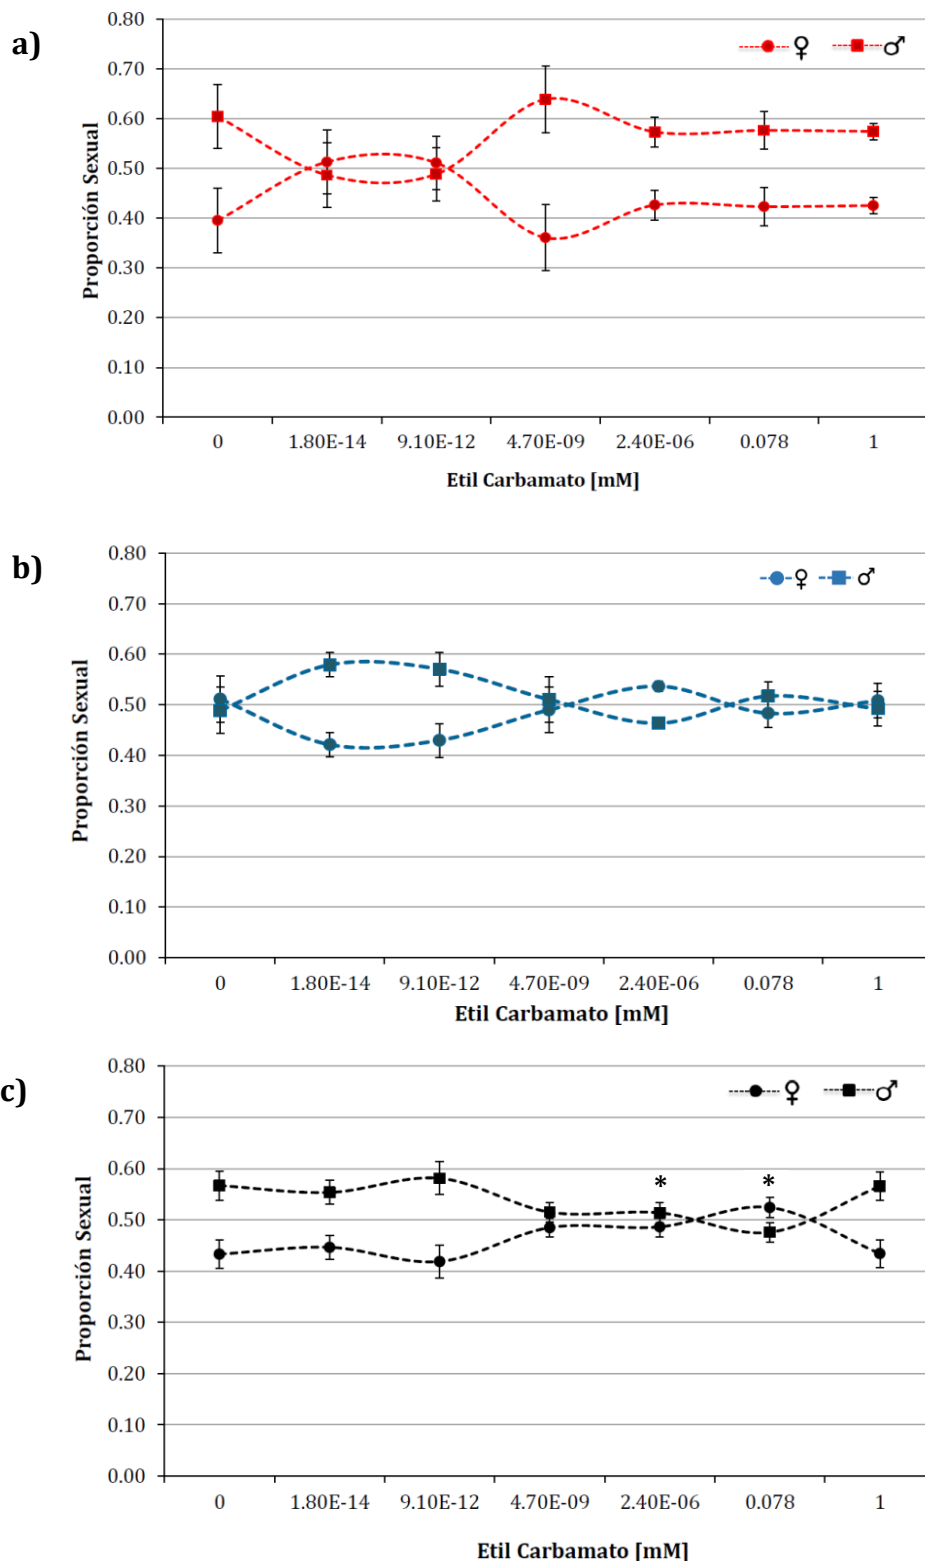 a)
♀ ♂
Proporción Sexual
0.80
0.70
0.60
0.50
0.40
0.30
0.20
0.10
0.00
0 1.80E-14 9.10E-12 4.70E-09 2.40E-06 0.078 1
Etil Carbamato [mM]
b)
♀ ♂
Proporción Sexual
0.80
0.70
0.60
0.50
0.40
0.30
0.20
0.10
0.00
0 1.80E-14 9.10E-12 4.70E-09 2.40E-06 0.078 1
Etil Carbamato [mM]
c)
♀ ♂
Proporción Sexual
0.80
0.70
0.60
0.50
0.40
0.30
0.20
0.10
0.00
* *
0 1.80E-14 9.10E-12 4.70E-09 2.40E-06 0.078 1
Etil Carbamato [mM]